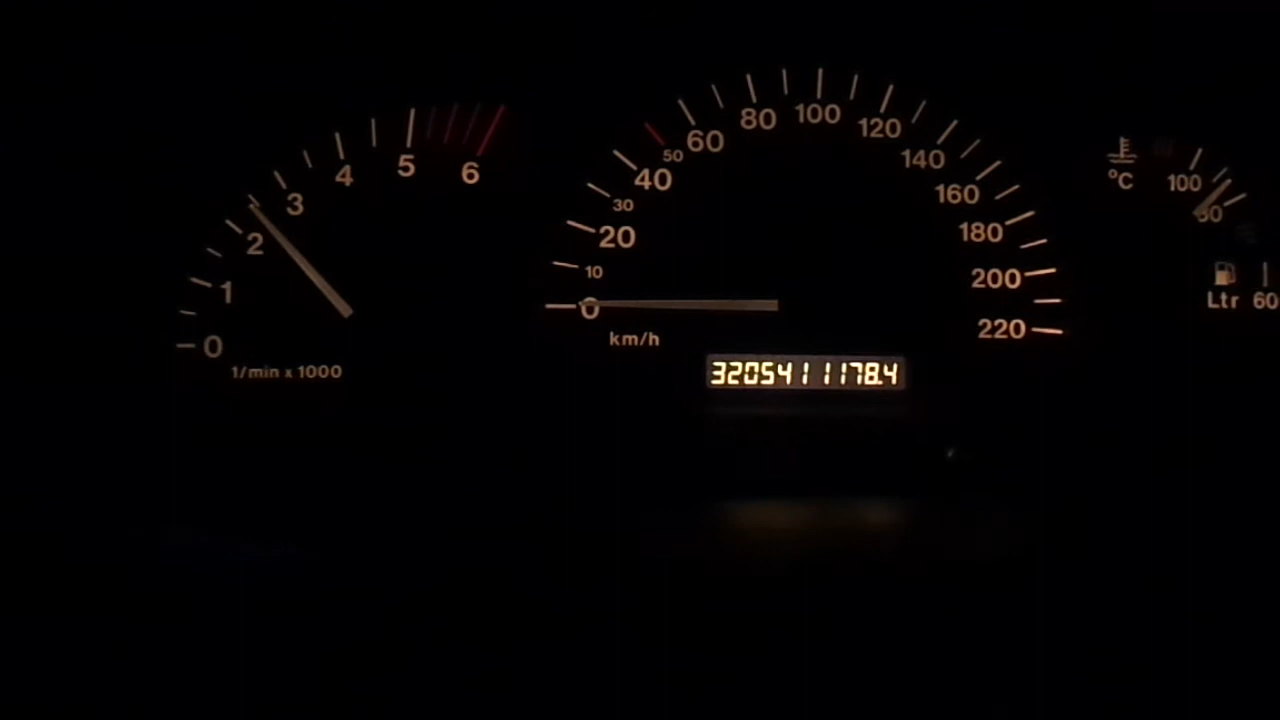 0 1 2 3 4 5 6
1/min x 1000
0 10 20 30 40 50 60 80 100 120 140 160 180 200 220
km/h
320541 1178.4
°C 100
Ltr 60